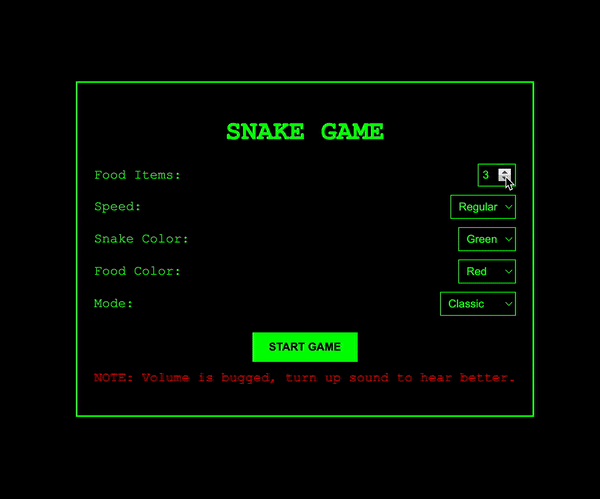 SNAKE GAME
Food Items: 3
Speed: Regular
Snake Color: Green
Food Color: Red
Mode: Classic
START GAME
NOTE: Volume is bugged, turn up sound to hear better.